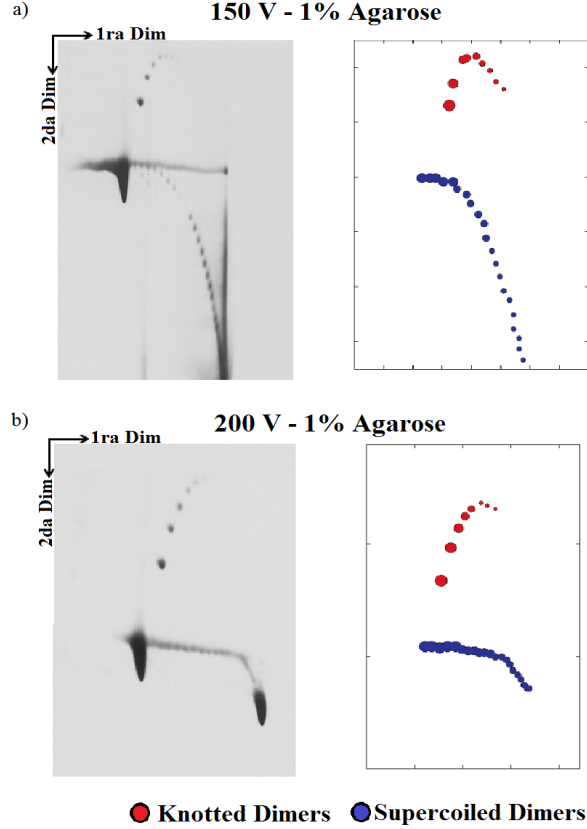 a)
150 V - 1% Agarose
1ra Dim
2da Dim
b)
200 V - 1% Agarose
1ra Dim
2da Dim
Knotted Dimers
Supercoiled Dimers